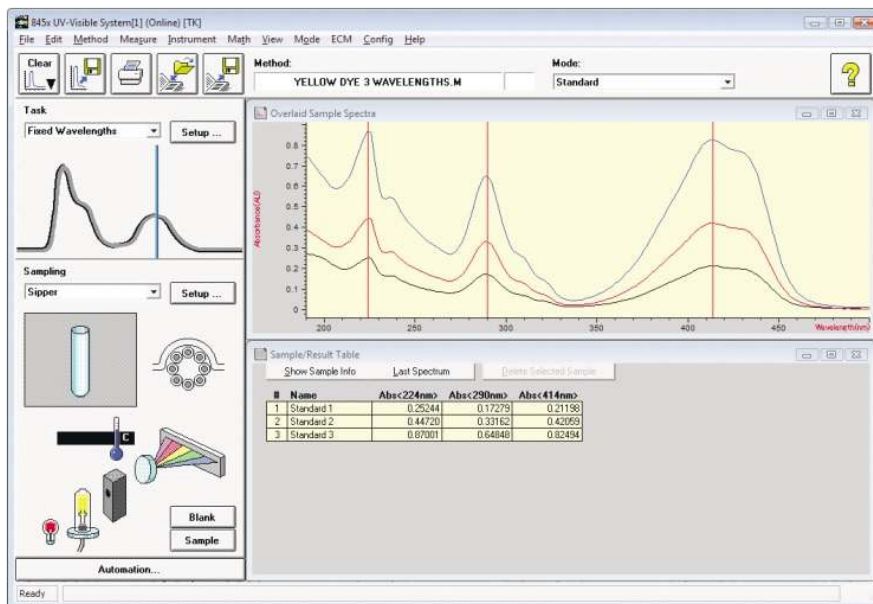 845x UV-Visible System[1] (Online) [TK]
File Edit Method Measure Instrument Math View Mode ECM Config Help
Clear
Method:
YELLOW DYE 3 WAVELENGTHS.M
Mode:
Standard
?
Task
Fixed Wavelengths
Setup ...
Sampling
Sipper
Setup ...
C
Blank
Sample
Automation...
Overlaid Sample Spectra
Absorbance(AU)
0.8
0.7
0.6
0.5
0.4
0.3
0.2
0.1
0
200 250 300 350 400 450
Wavelength(nm)
Sample/Result Table
Show Sample Info Last Spectrum Delete Selected Sample
# Name Abs<224nm> Abs<290nm> Abs<414nm>
1 Standard 1 0.25244 0.17279 0.21198
2 Standard 2 0.44720 0.33162 0.42059
3 Standard 3 0.87001 0.64848 0.82494
Ready